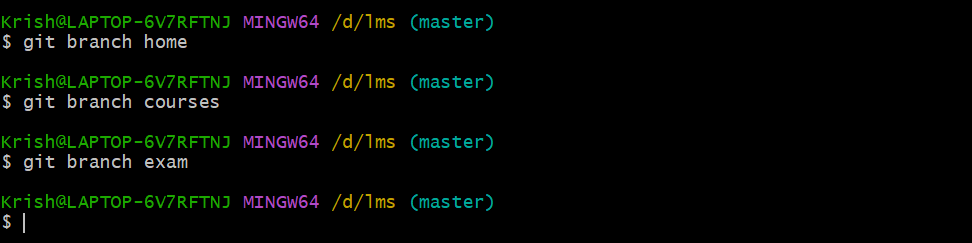 Krish@LAPTOP-6V7RFTNJ MINGW64 /d/lms (master)
$ git branch home
Krish@LAPTOP-6V7RFTNJ MINGW64 /d/lms (master)
$ git branch courses
Krish@LAPTOP-6V7RFTNJ MINGW64 /d/lms (master)
$ git branch exam
Krish@LAPTOP-6V7RFTNJ MINGW64 /d/lms (master)
$